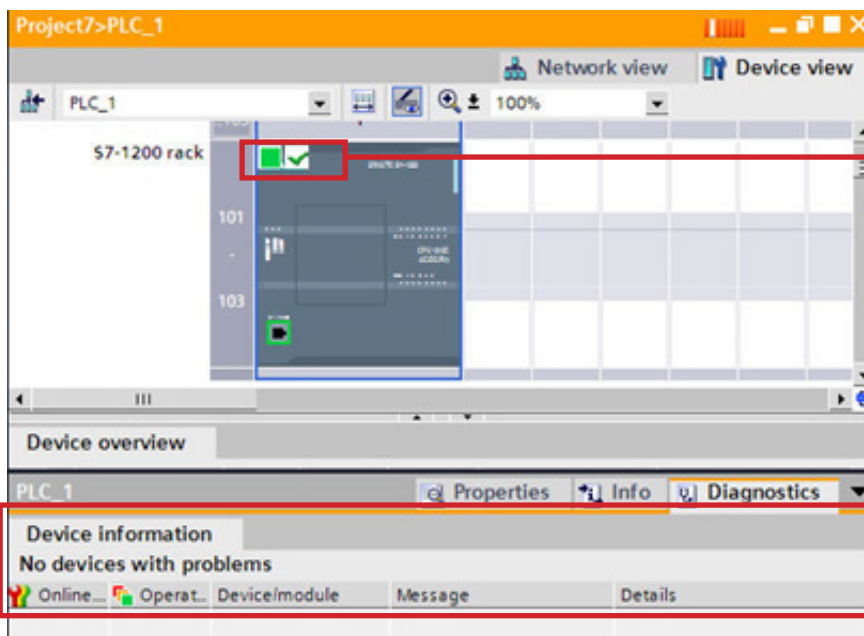 Project7>PLC_1
Network view
Device view
PLC_1
100%
S7-1200 rack
101
103
Device overview
PLC_1
Properties
Info
Diagnostics
Device information
No devices with problems
Online... Operat... Device/module Message Details